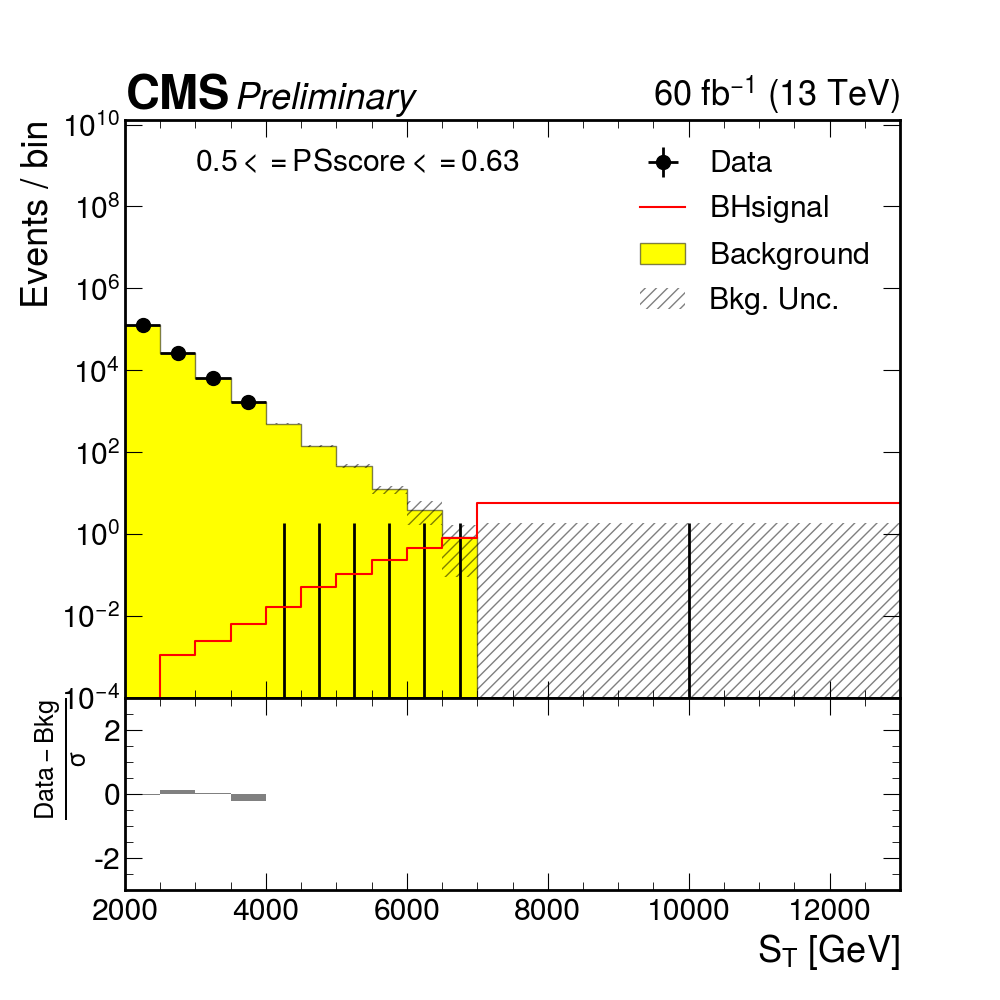 CMS Preliminary 60 fb⁻¹ (13 TeV)
Events / bin
10¹⁰
10⁸
10⁶
10⁴
10²
10⁰
10⁻²
10⁻⁴
0.5 < = PSscore < = 0.63
Data
BHsignal
Background
Bkg. Unc.
Data – Bkg
σ
2
0
-2
2000 4000 6000 8000 10000 12000
S_T [GeV]